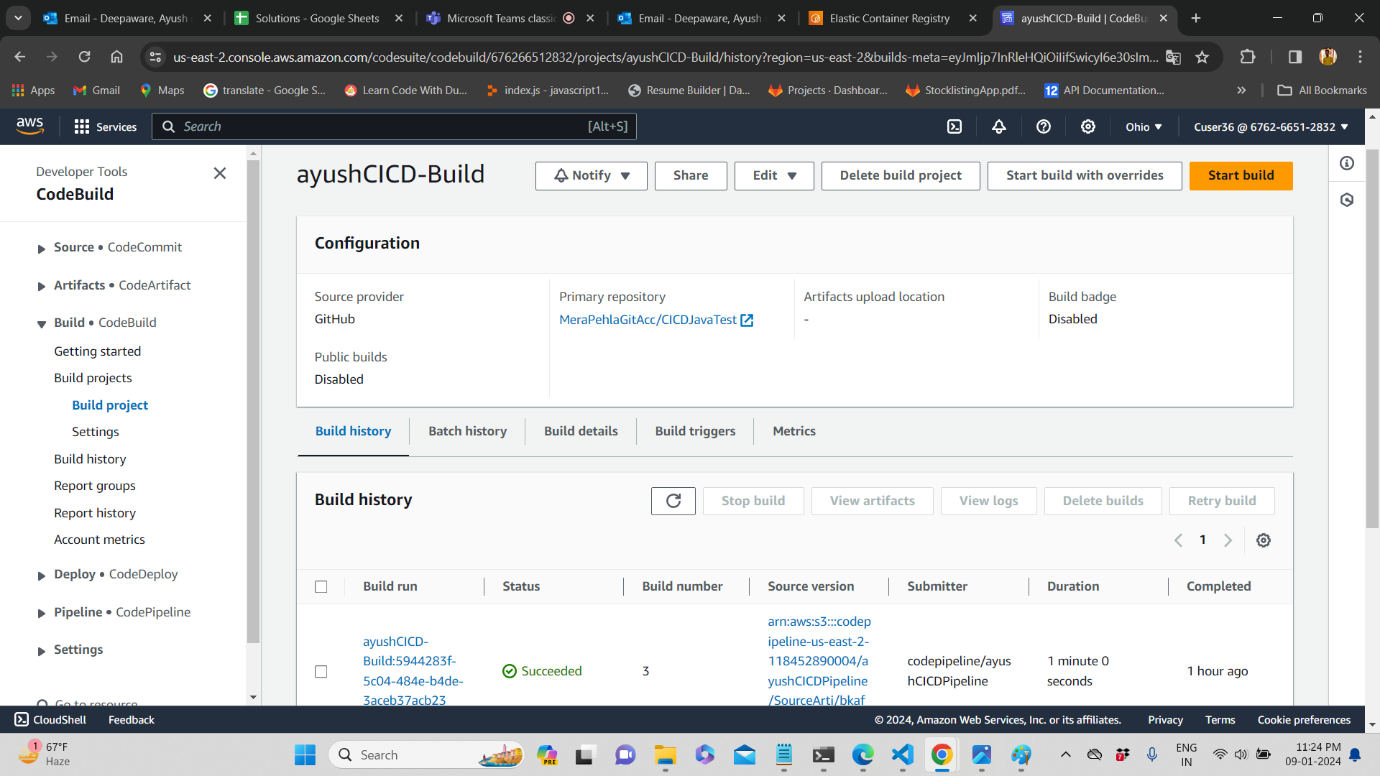 Email - Deepaware, Ayush
Solutions - Google Sheets
Microsoft Teams classic
Email - Deepaware, Ayush
Elastic Container Registry
ayushCICD-Build | CodeBu
us-east-2.console.aws.amazon.com/codesuite/codebuild/676266512832/projects/ayushCICD-Build/history?region=us-east-2&builds-meta=eyJmIjp7InRleHQiOiIifSwicyI6e30sIm...
Apps
Gmail
Maps
translate - Google S...
Learn Code With Du...
index.js - javascript1...
Resume Builder | Da...
Projects · Dashboar...
StocklistingApp.pdf...
12 API Documentation...
»
All Bookmarks
aws
Services
Search [Alt+S]
Ohio
Cuser36 @ 6762-6651-2832
Developer Tools
CodeBuild
Source • CodeCommit
Artifacts • CodeArtifact
Build • CodeBuild
Getting started
Build projects
Build project
Settings
Build history
Report groups
Report history
Account metrics
Deploy • CodeDeploy
Pipeline • CodePipeline
Settings
Go to resource
ayushCICD-Build
Notify
Share
Edit
Delete build project
Start build with overrides
Start build
Configuration
Source provider
GitHub
Primary repository
MeraPehlaGitAcc/CICDJavaTest
Artifacts upload location
-
Build badge
Disabled
Public builds
Disabled
Build history
Batch history
Build details
Build triggers
Metrics
Build history
Stop build
View artifacts
View logs
Delete builds
Retry build
1
Build run
Status
Build number
Source version
Submitter
Duration
Completed
ayushCICD-
Build:5944283f-
5c04-484e-b4de-
3aceb37acb23
Succeeded
3
arn:aws:s3:::codep
ipeline-us-east-2-
118452890004/a
yushCICDPipeline
/SourceArti/bkaf
codepipeline/ayus
hCICDPipeline
1 minute 0
seconds
1 hour ago
CloudShell
Feedback
© 2024, Amazon Web Services, Inc. or its affiliates.
Privacy
Terms
Cookie preferences
1
67°F
Haze
Search
PRE
ENG
IN
11:24 PM
09-01-2024